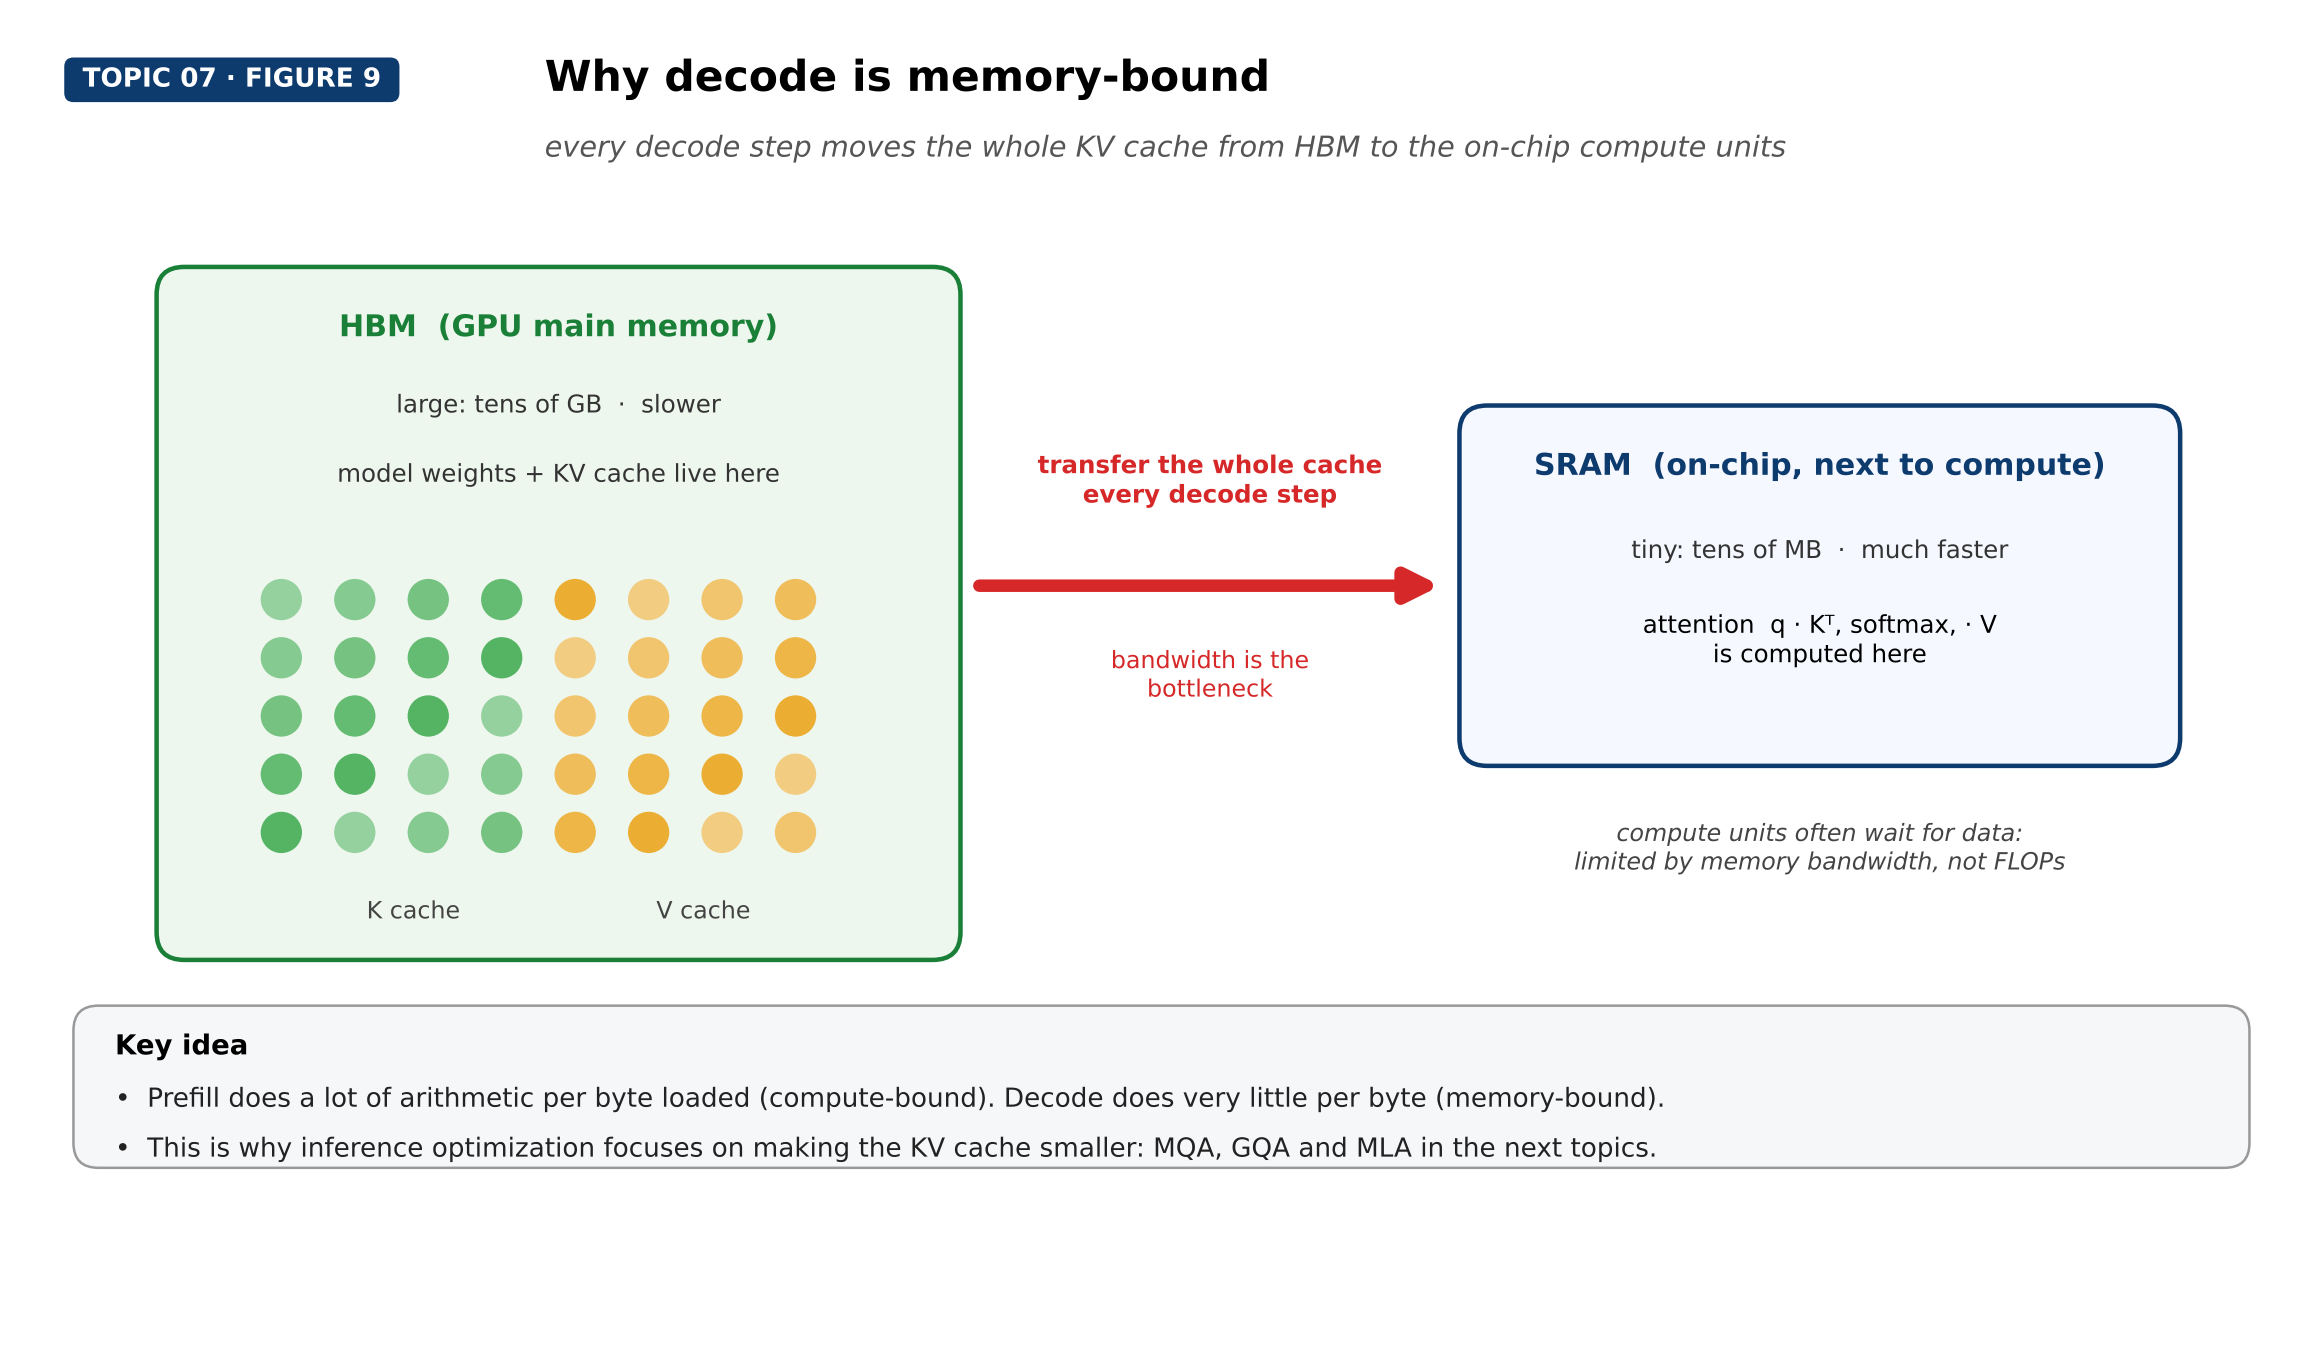 TOPIC 07 · FIGURE 9
Why decode is memory-bound
every decode step moves the whole KV cache from HBM to the on-chip compute units
HBM  (GPU main memory)
large: tens of GB  ·  slower
model weights + KV cache live here
K cache
V cache
transfer the whole cache
every decode step
bandwidth is the
bottleneck
SRAM  (on-chip, next to compute)
tiny: tens of MB  ·  much faster
attention  q · Kᵀ, softmax, · V
is computed here
compute units often wait for data:
limited by memory bandwidth, not FLOPs
Key idea
•  Prefill does a lot of arithmetic per byte loaded (compute-bound). Decode does very little per byte (memory-bound).
•  This is why inference optimization focuses on making the KV cache smaller: MQA, GQA and MLA in the next topics.